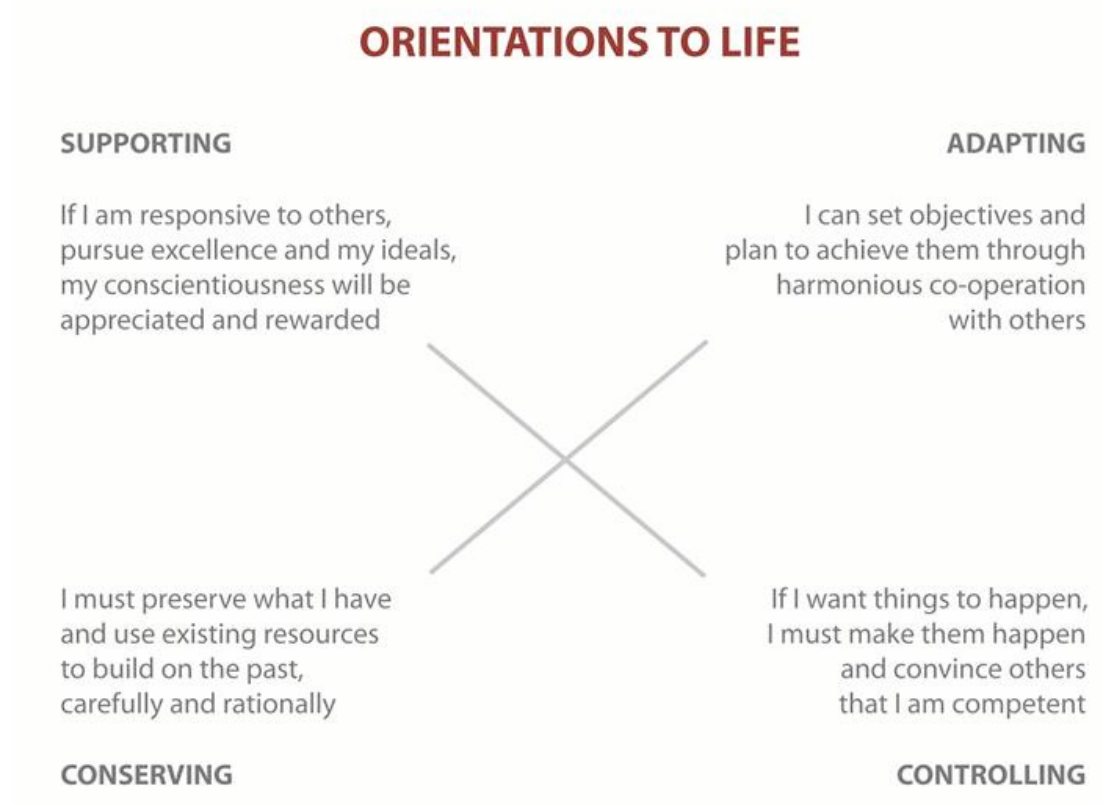 ORIENTATIONS TO LIFE
SUPPORTING
If I am responsive to others,
pursue excellence and my ideals,
my conscientiousness will be
appreciated and rewarded
ADAPTING
I can set objectives and
plan to achieve them through
harmonious co-operation
with others
I must preserve what I have
and use existing resources
to build on the past,
carefully and rationally
CONSERVING
If I want things to happen,
I must make them happen
and convince others
that I am competent
CONTROLLING